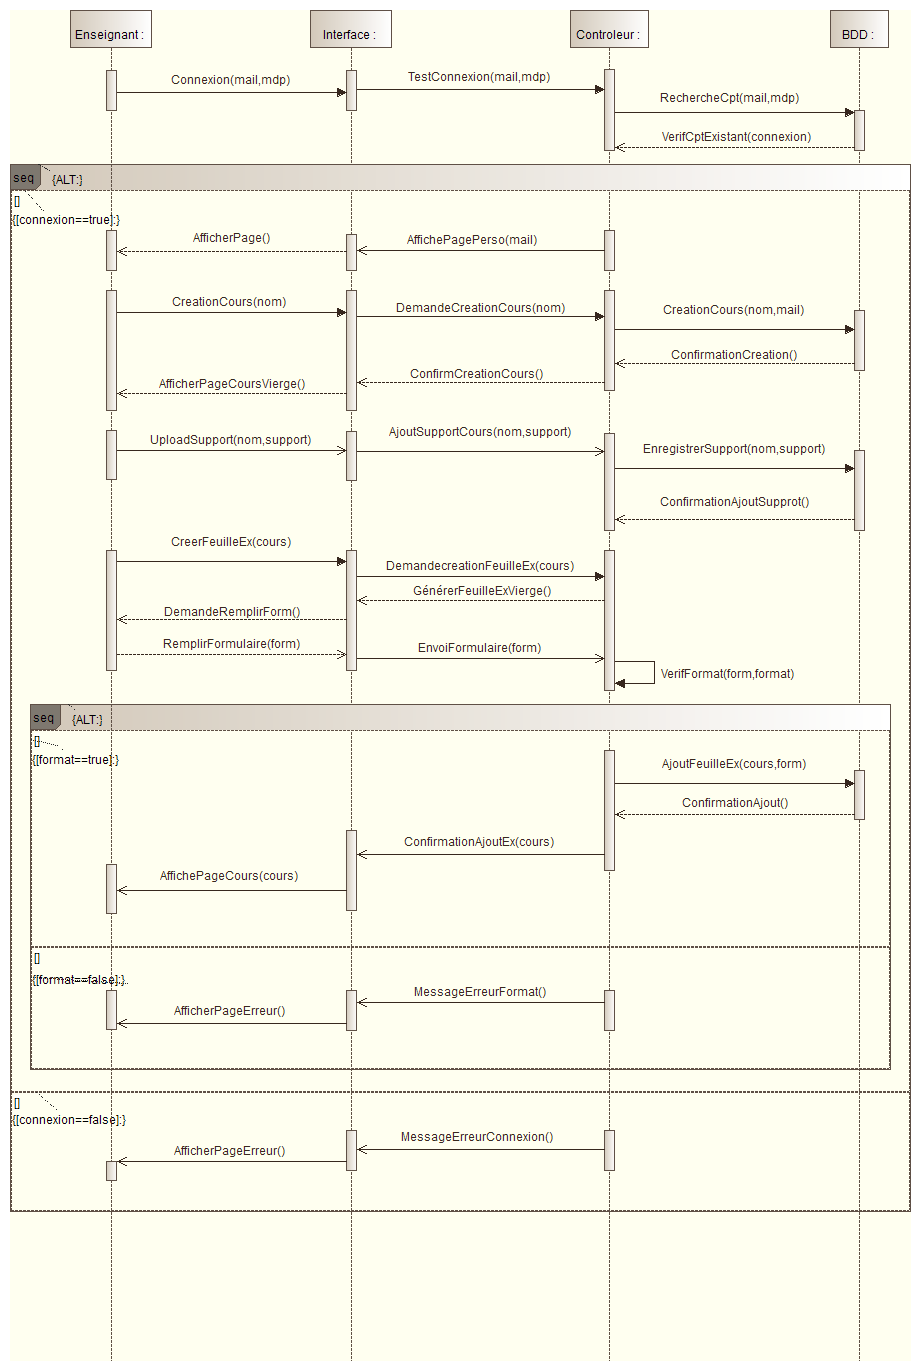 Enseignant :
Interface :
Controleur :
BDD :
Connexion(mail,mdp)
TestConnexion(mail,mdp)
RechercheCpt(mail,mdp)
VerifCptExistant(connexion)
seq
{ALT:}
[]
{[connexion==true]:}
AfficherPage()
AffichePagePerso(mail)
CreationCours(nom)
DemandeCreationCours(nom)
CreationCours(nom,mail)
ConfirmationCreation()
ConfirmCreationCours()
AfficherPageCoursVierge()
UploadSupport(nom,support)
AjoutSupportCours(nom,support)
EnregistrerSupport(nom,support)
ConfirmationAjoutSupprot()
CreerFeuilleEx(cours)
DemandecreationFeuilleEx(cours)
GénérerFeuilleExVierge()
DemandeRemplirForm()
RemplirFormulaire(form)
EnvoiFormulaire(form)
VerifFormat(form,format)
seq
{ALT:}
[]
{[format==true]:}
AjoutFeuilleEx(cours,form)
ConfirmationAjout()
ConfirmationAjoutEx(cours)
AffichePageCours(cours)
[]
{[format==false]:}
MessageErreurFormat()
AfficherPageErreur()
[]
{[connexion==false]:}
MessageErreurConnexion()
AfficherPageErreur()